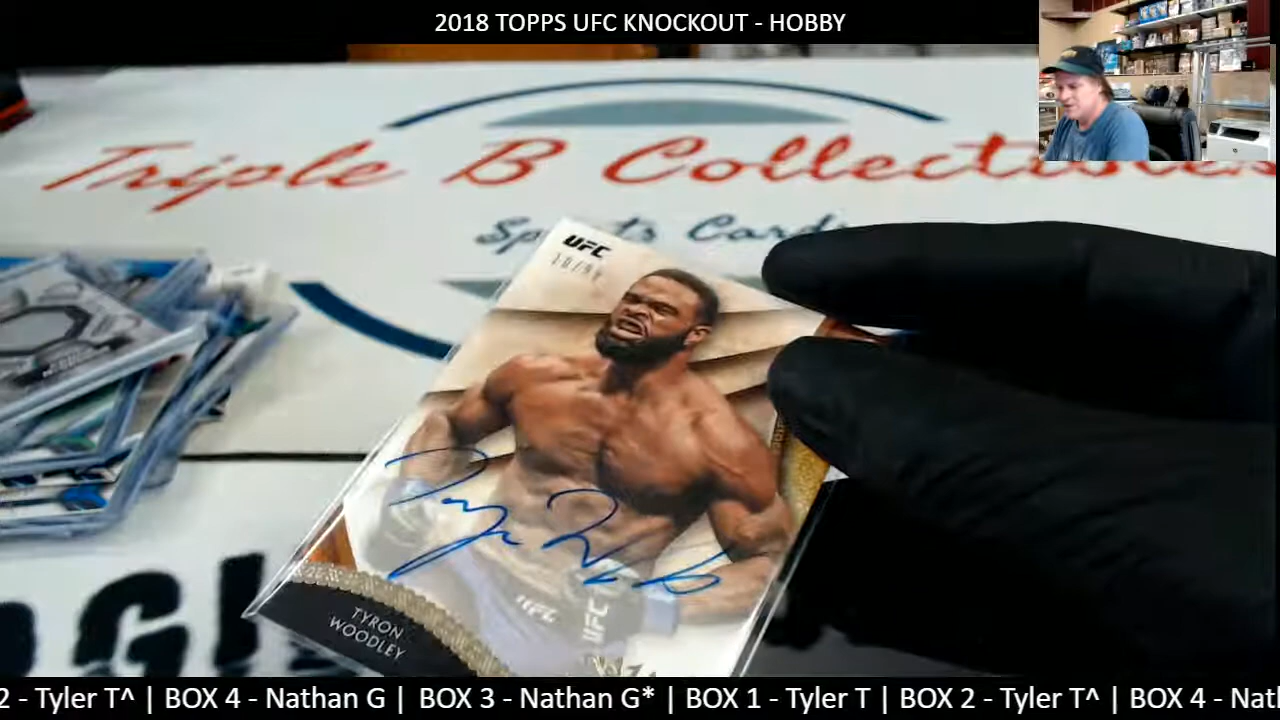 2018 TOPPS UFC KNOCKOUT - HOBBY
Triple B Collectibles
Sports Cards
UFC
UFC
UFC
TYRON
WOODLEY
2 - Tyler T^ | BOX 4 - Nathan G | BOX 3 - Nathan G* | BOX 1 - Tyler T | BOX 2 - Tyler T^ | BOX 4 - Nat